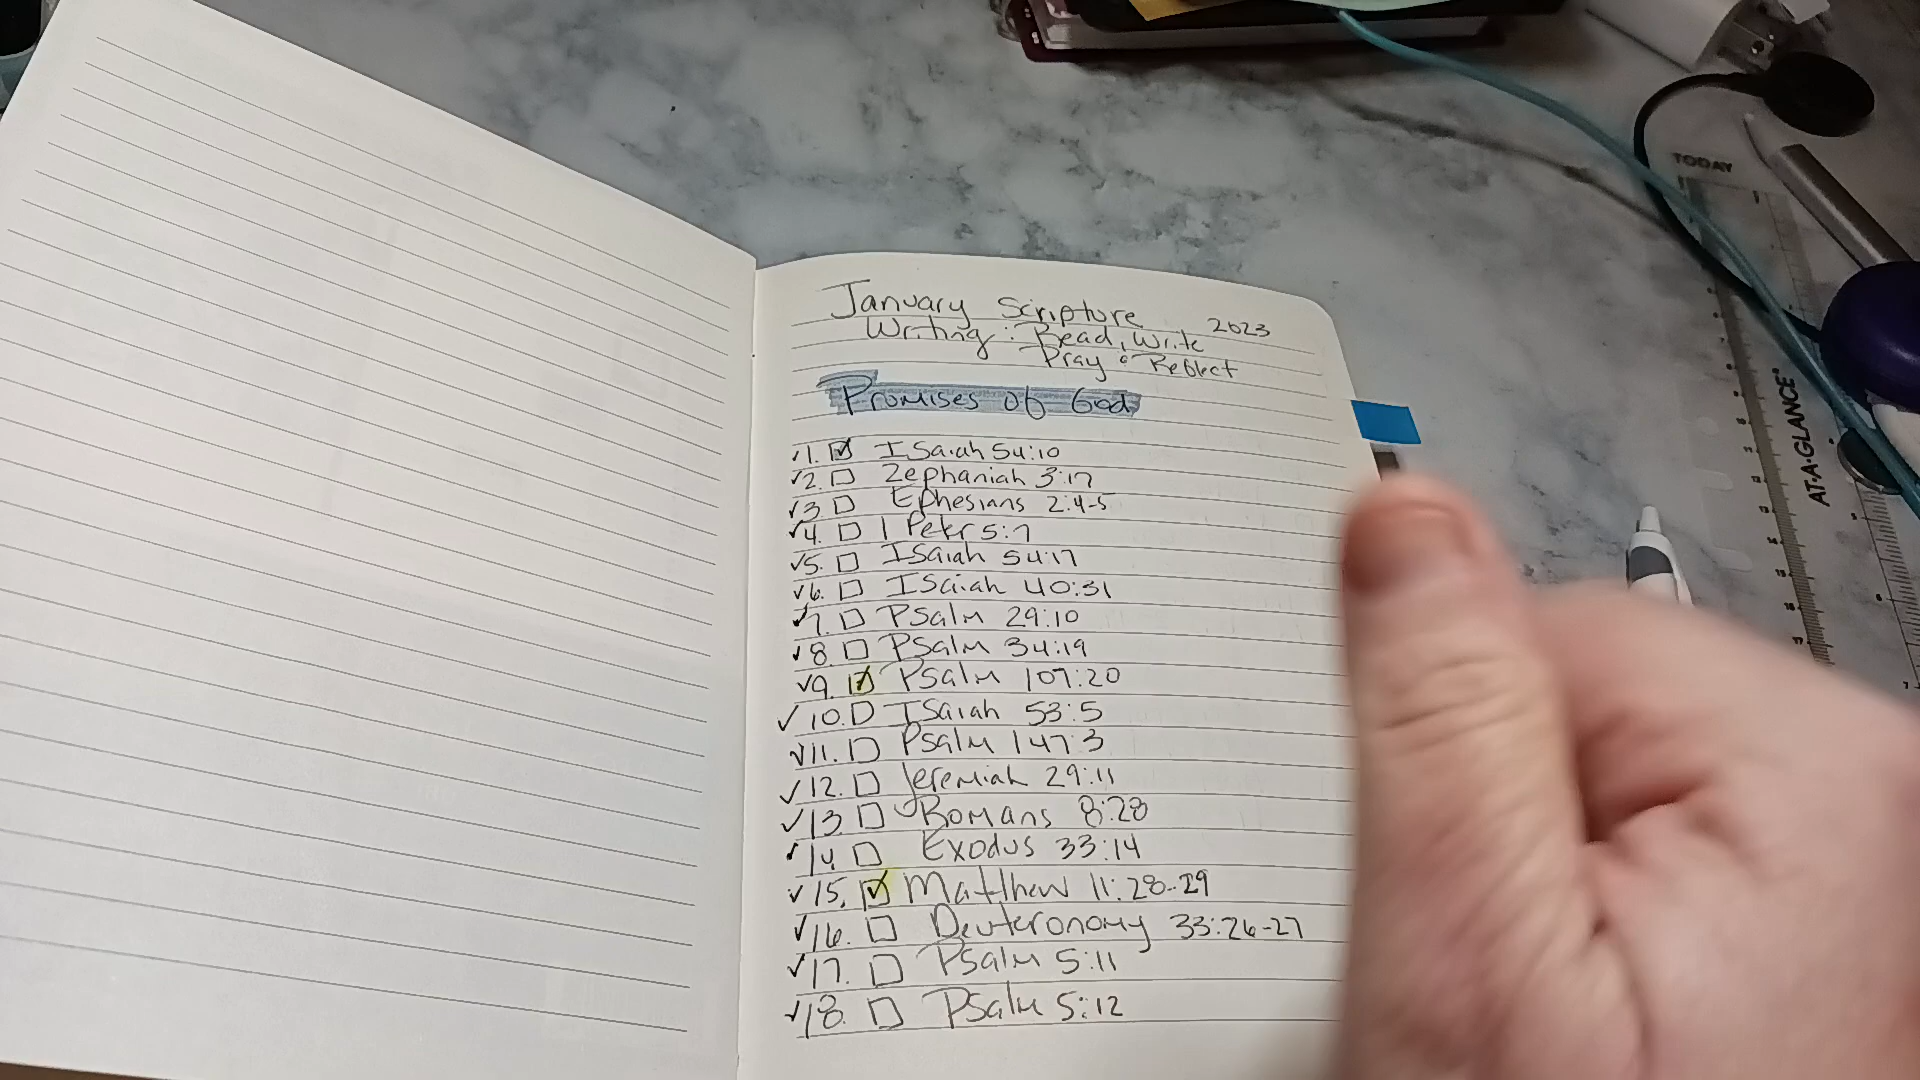 January Scripture 2023
Writing: Read, Write
Pray & Reflect
Promises of God
✓1. ☑ Isaiah 54:10
✓2. ☐ Zephaniah 3:17
✓3 ☐ Ephesians 2:4-5
✓4. ☐ 1 Peter 5:7
✓5. ☐ Isaiah 54:17
✓6. ☐ Isaiah 40:31
✓7. ☐ Psalm 29:10
✓8. ☐ Psalm 34:19
✓9. ☑ Psalm 107:20
✓10. ☐ Isaiah 53:5
✓11. ☐ Psalm 147:3
✓12. ☐ Jeremiah 29:11
✓13 ☐ Romans 8:28
✓14. ☐ Exodus 33:14
✓15. ☑ Matthew 11:28-29
✓16. ☐ Deuteronomy 33:26-27
✓17. ☐ Psalm 5:11
✓18. ☐ Psalm 5:12
TODAY
AT-A-GLANCE